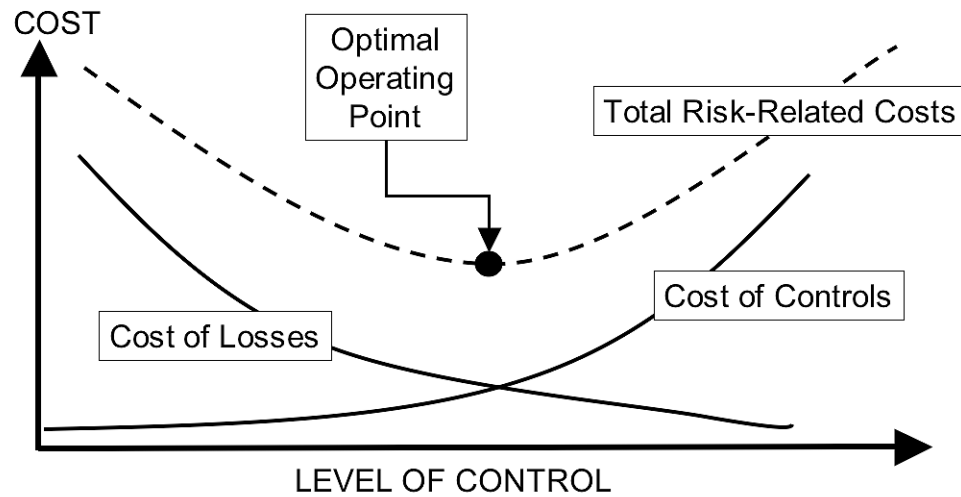 COST
Optimal
Operating
Point
Total Risk-Related Costs
Cost of Controls
Cost of Losses
LEVEL OF CONTROL